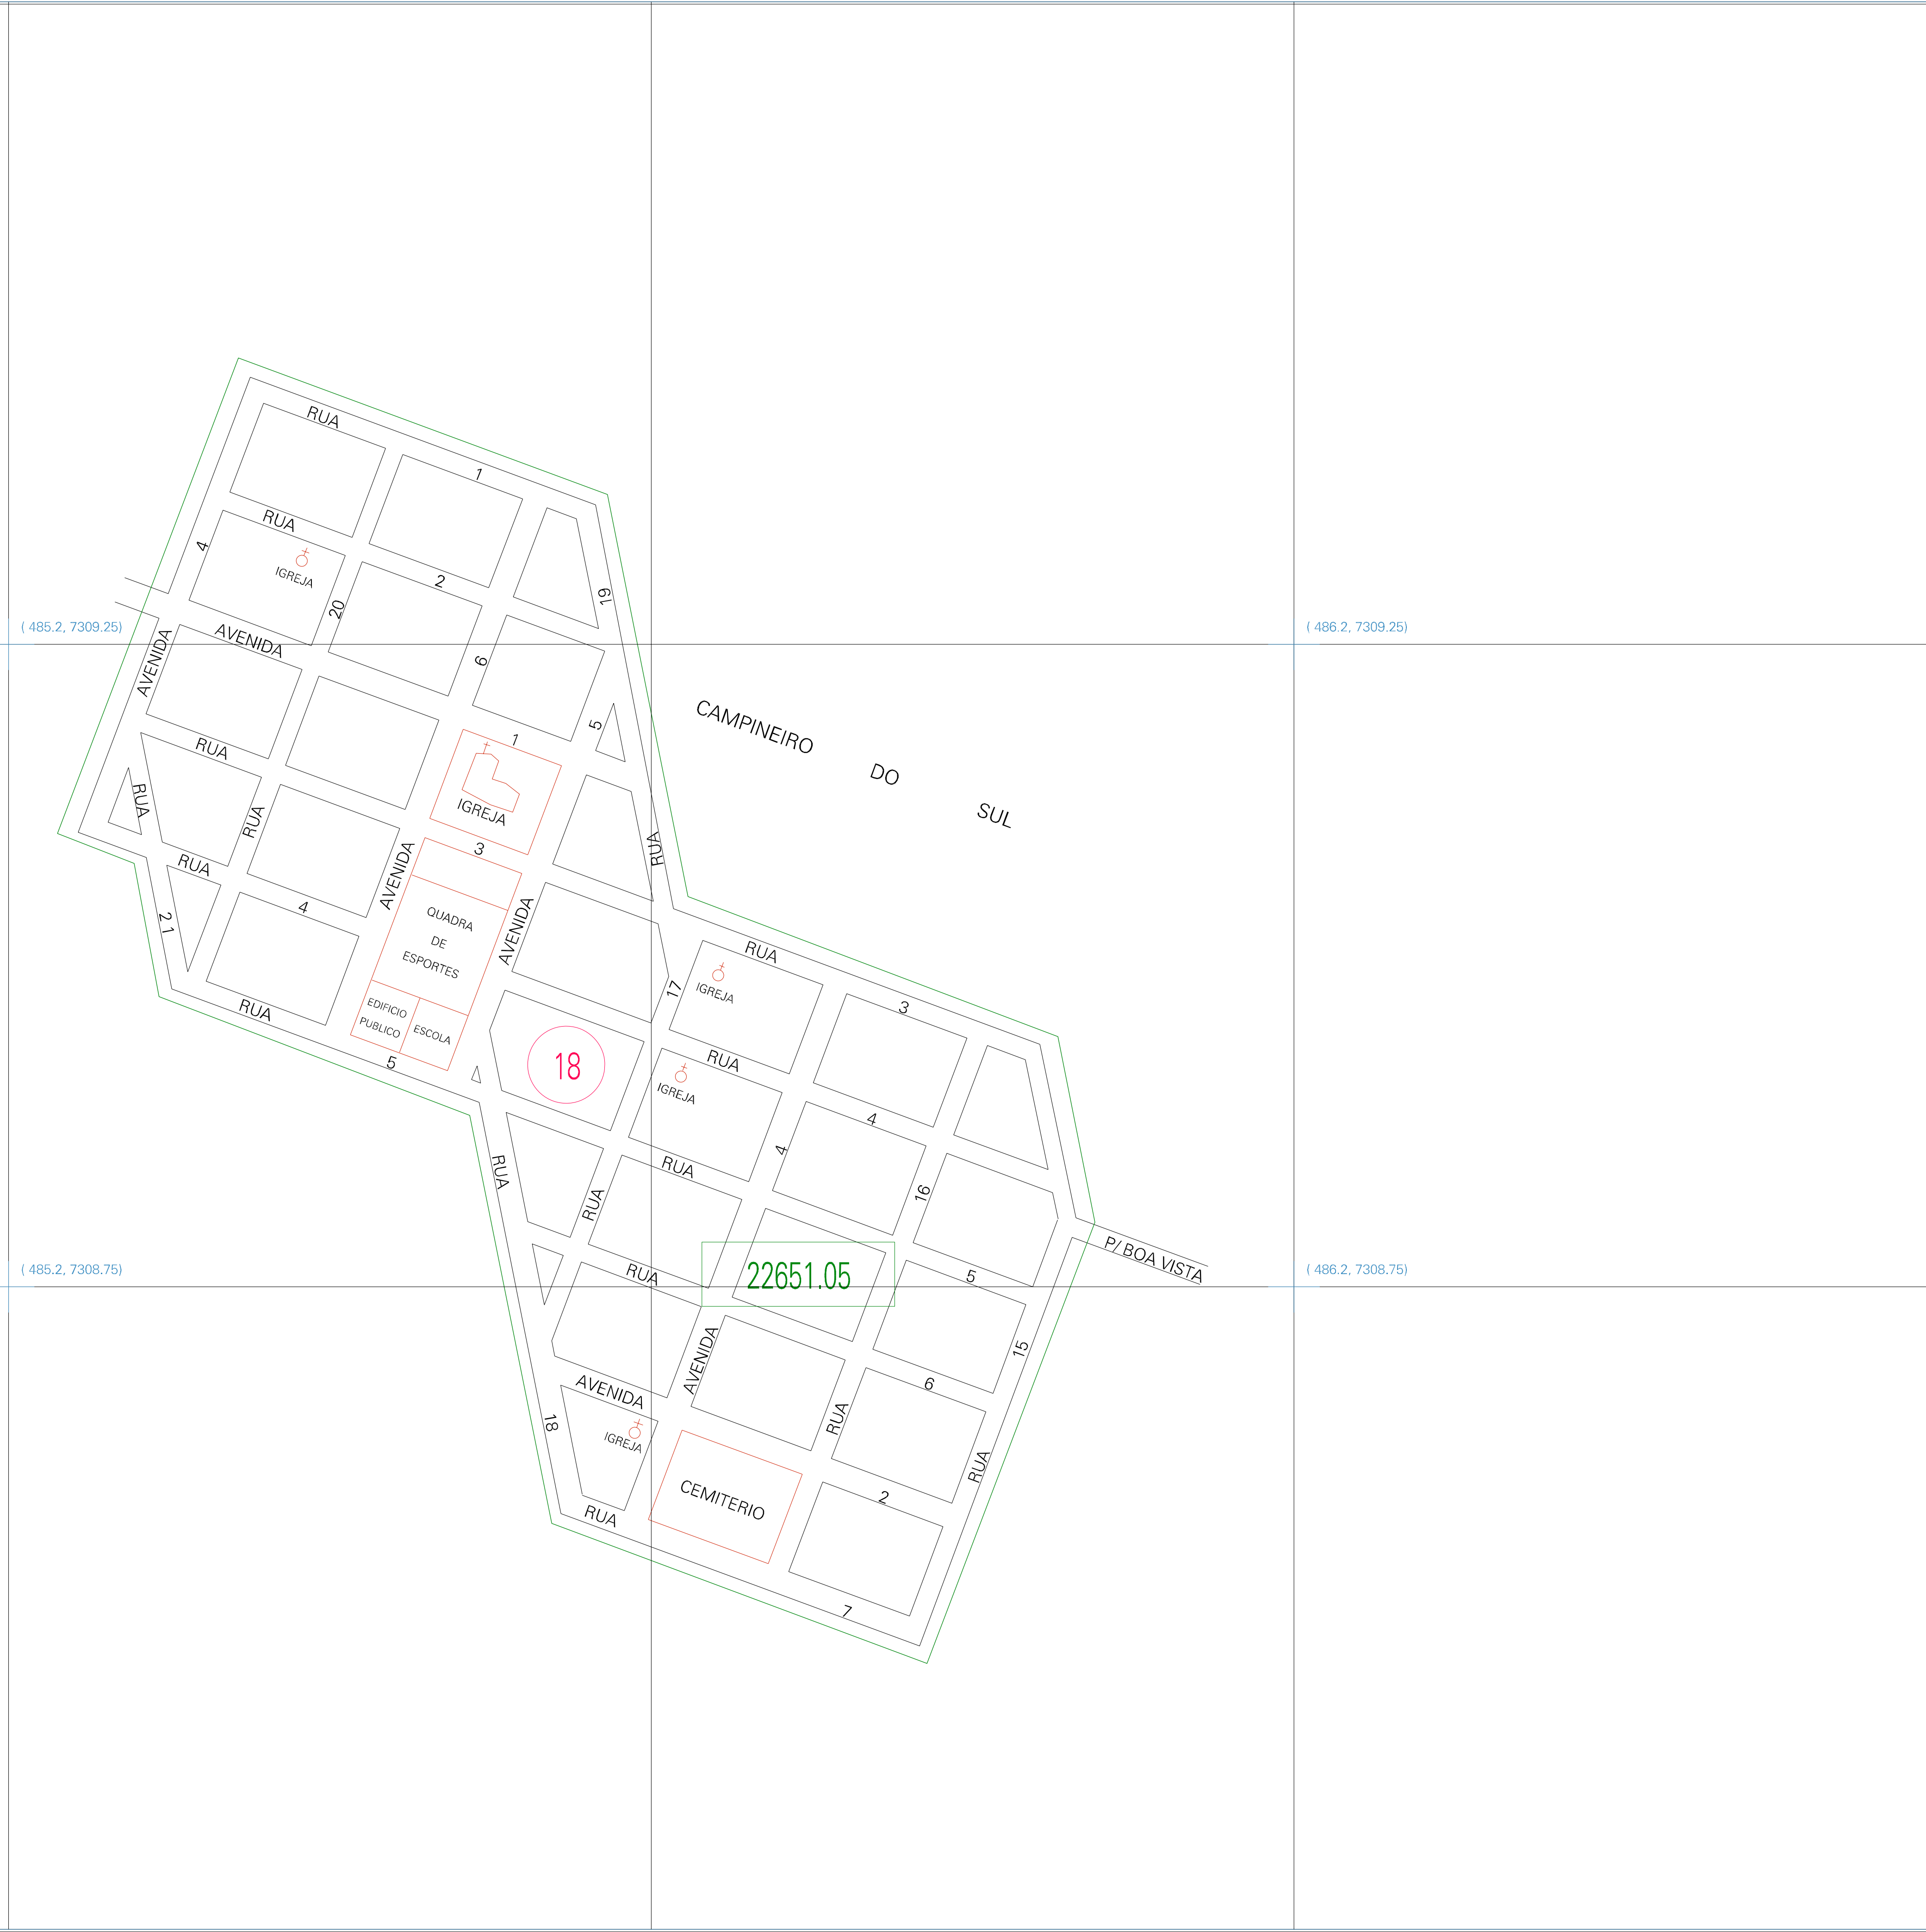 RUA
1
RUA
4
IGREJA
2
20
19
( 485.2, 7309.25)
( 486.2, 7309.25)
AVENIDA
AVENIDA
6
CAMPINEIRO
DO
SUL
5
1
RUA
RUA
RUA
IGREJA
RUA
3
AVENIDA
RUA
4
21
QUADRA
DE
ESPORTES
AVENIDA
RUA
17
IGREJA
3
RUA
EDIFICIO
PUBLICO
ESCOLA
5
18
RUA
IGREJA
4
4
RUA
RUA
RUA
16
P/ BOA VISTA
( 485.2, 7308.75)
( 486.2, 7308.75)
RUA
22651.05
5
15
AVENIDA
AVENIDA
6
18
IGREJA
RUA
RUA
CEMITERIO
2
RUA
7